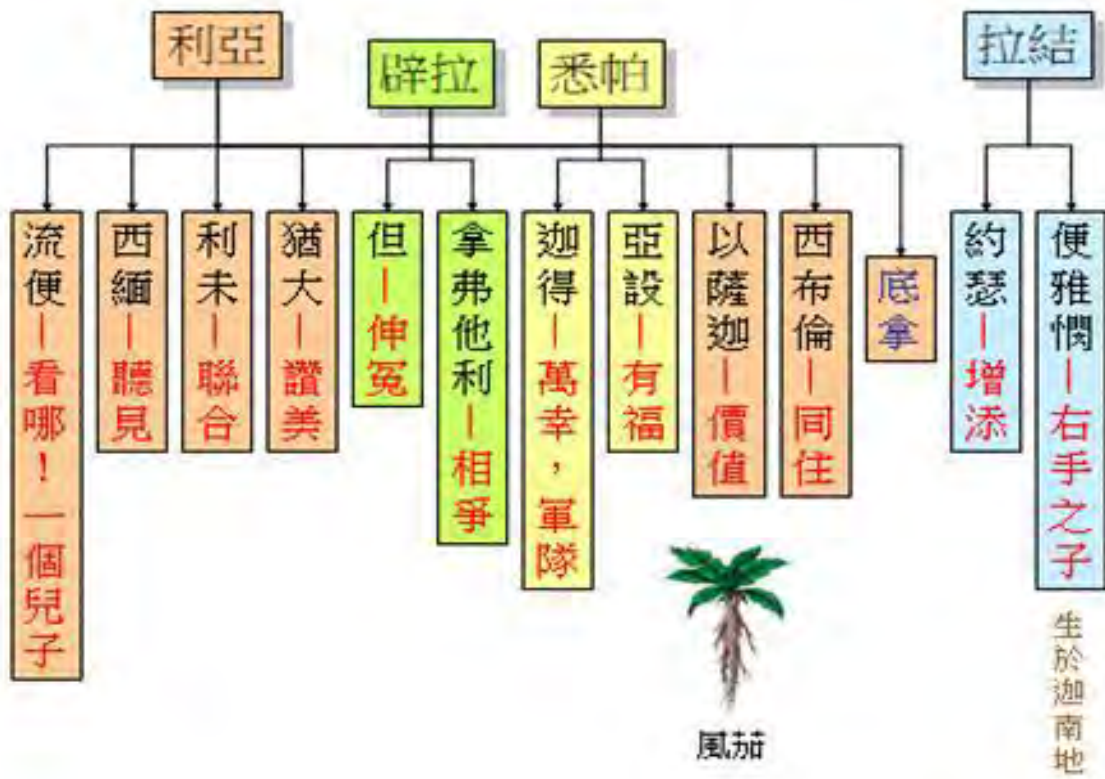 利亞
辟拉
悉帕
拉結
流便—看哪！一個兒子
西緬—聽見
利未—聯合
猶大—讚美
但—伸冤
拿弗他利—相爭
迦得—萬幸，軍隊
亞設—有福
以薩迦—價值
西布倫—同住
底拿
約瑟—增添
便雅憫—右手之子
生於迦南地
風茄